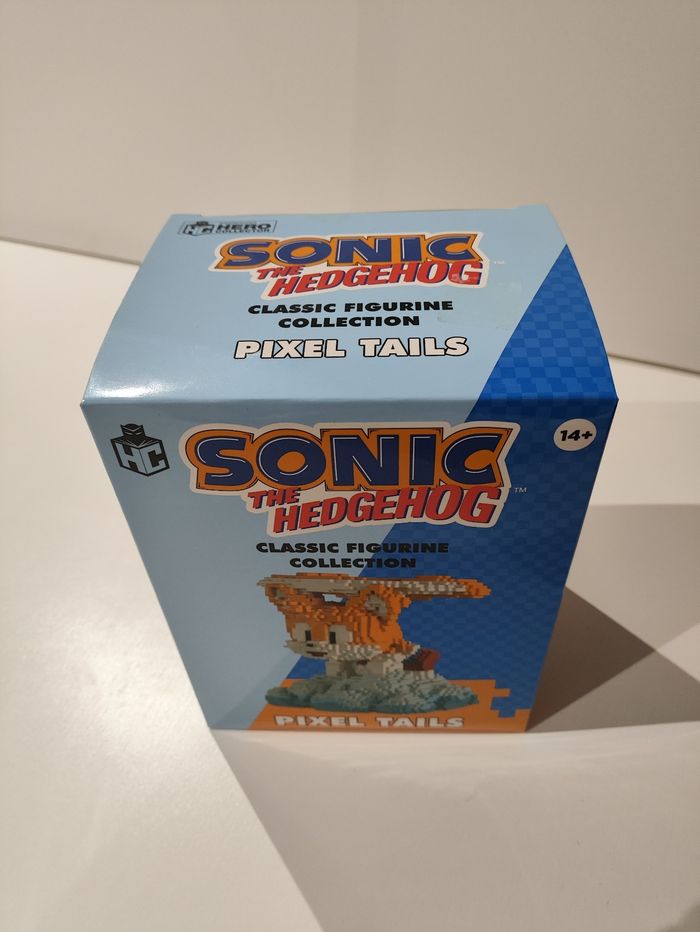 HC HERO
COLLECTOR
SONIC
THE
HEDGEHOG
TM
CLASSIC FIGURINE
COLLECTION
PIXEL TAILS
HC
14+
SONIC
THE
HEDGEHOG
TM
CLASSIC FIGURINE
COLLECTION
PIXEL TAILS